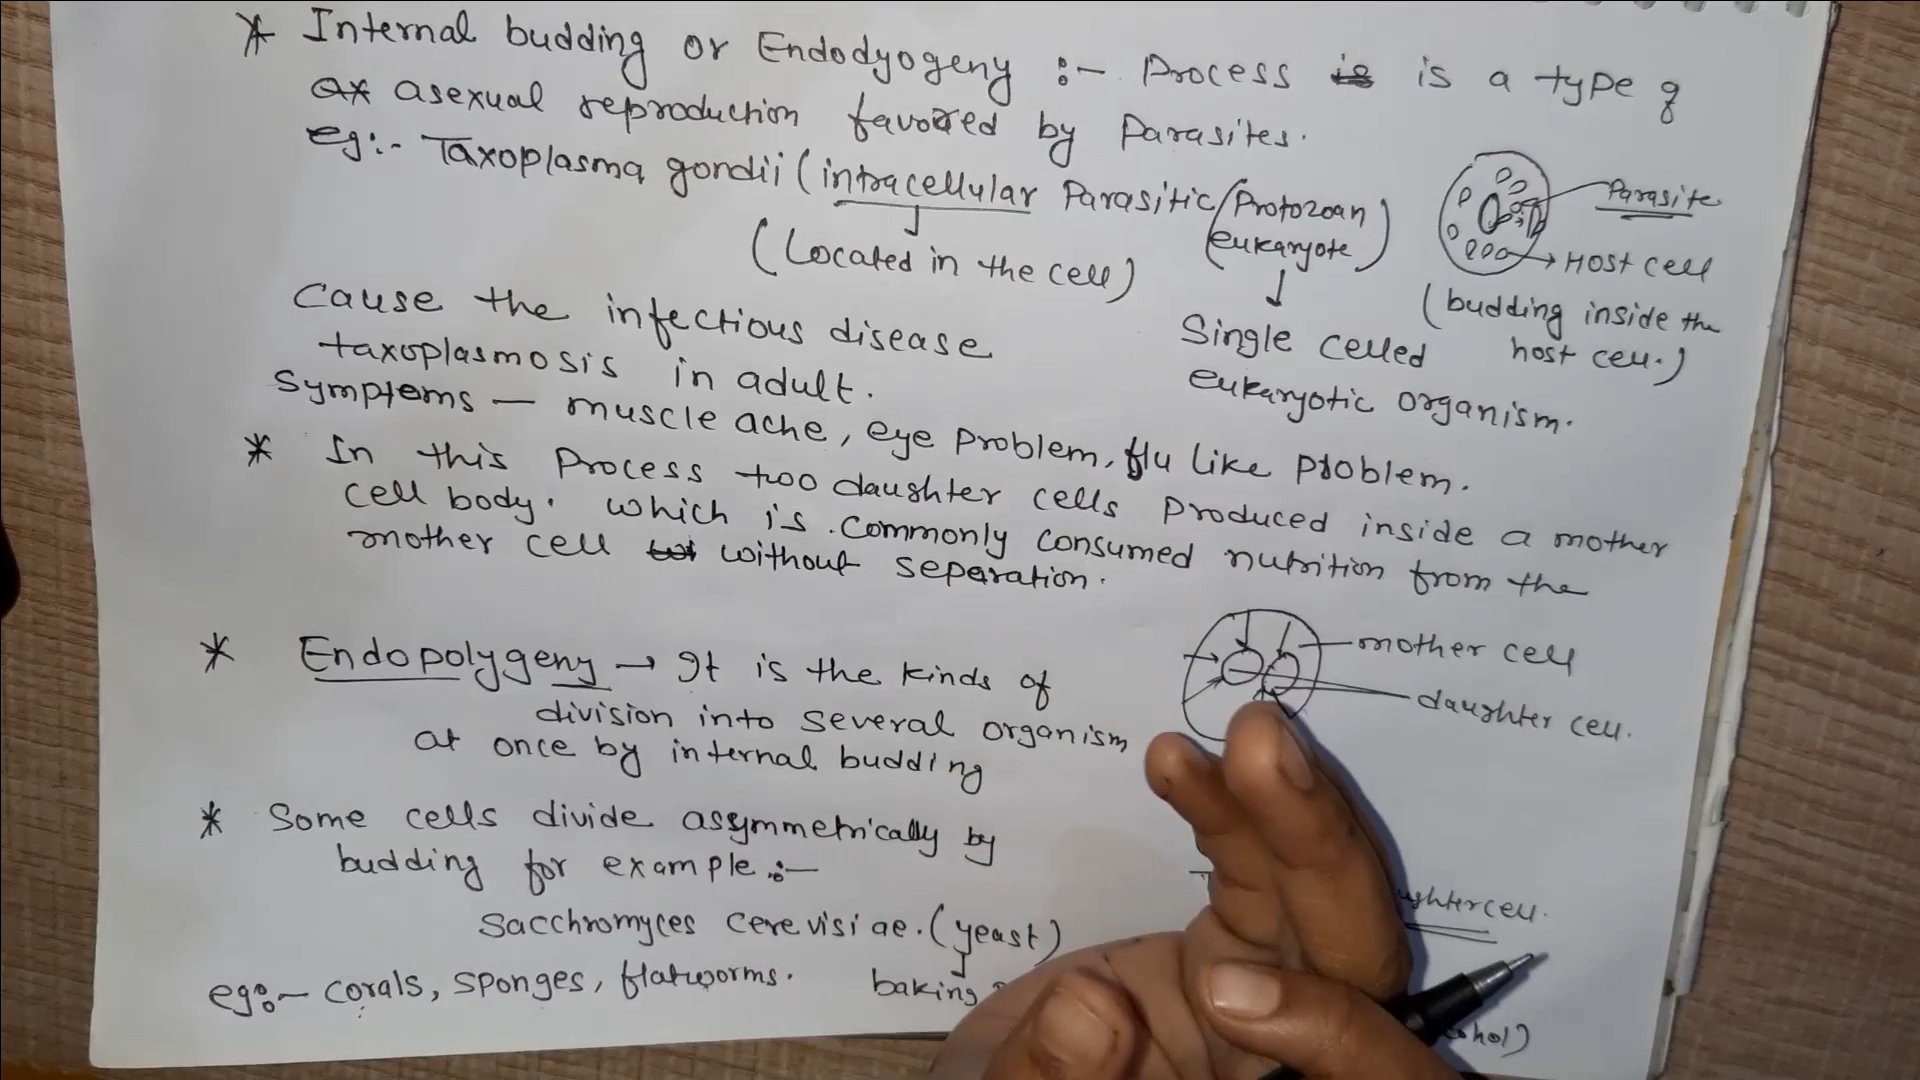 * Internal budding or Endodyogeny :- Process is is a type of
asexual reproduction favored by Parasites.
eg:- Taxoplasma gondii (intracellular Parasitic/Protozoan
eukaryote)
(Located in the cell)
Parasite
Host cell
(budding inside the
host cell.)
Single celled
eukaryotic organism.
Cause the infectious disease
taxoplasmosis in adult.
Symptems - muscle ache, eye problem, flu like problem.
* In this Process two daughter cells produced inside a mother
cell body. which is commonly consumed nutrition from the
mother cell without separation.
mother cell
daughter cell.
* Endopolygeny → It is the kinds of
division into several organism
at once by internal budding
* Some cells divide asymmetrically by
budding for example :-
Sacchromyces cerevisiae. (yeast)
eg:- corals, sponges, flatworms. baking